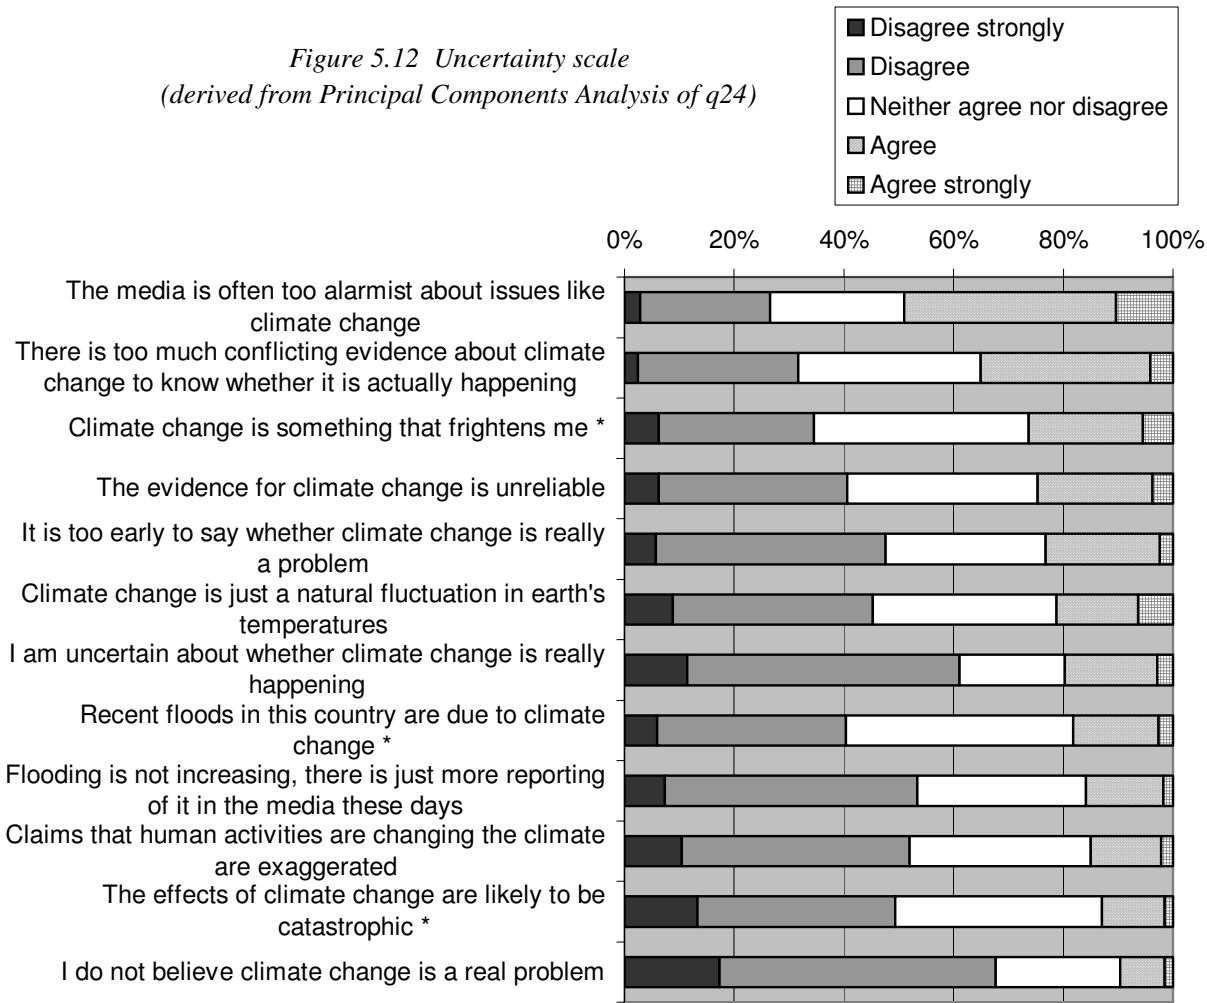 Figure 5.12 Uncertainty scale
(derived from Principal Components Analysis of q24)
Disagree strongly
Disagree
Neither agree nor disagree
Agree
Agree strongly
0% 20% 40% 60% 80% 100%
The media is often too alarmist about issues like
climate change
There is too much conflicting evidence about climate
change to know whether it is actually happening
Climate change is something that frightens me *
The evidence for climate change is unreliable
It is too early to say whether climate change is really
a problem
Climate change is just a natural fluctuation in earth's
temperatures
I am uncertain about whether climate change is really
happening
Recent floods in this country are due to climate
change *
Flooding is not increasing, there is just more reporting
of it in the media these days
Claims that human activities are changing the climate
are exaggerated
The effects of climate change are likely to be
catastrophic *
I do not believe climate change is a real problem